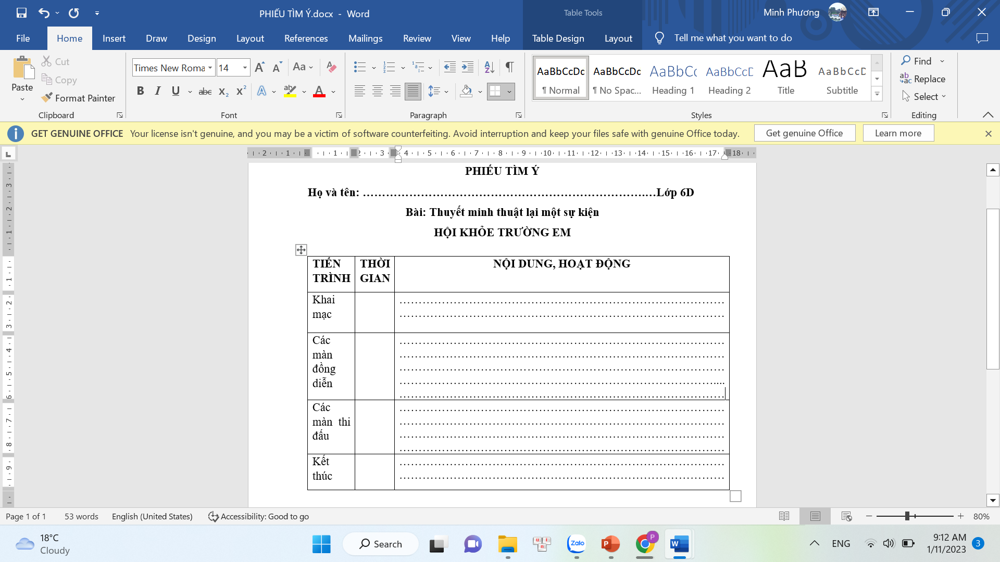 PHIẾU TÌM Ý.docx - Word
Table Tools
Minh Phương
File Home Insert Draw Design Layout References Mailings Review View Help Table Design Layout Tell me what you want to do
Paste
Cut
Copy
Format Painter
Clipboard
Times New Roma 14
Font
Paragraph
AaBbCcDc AaBbCcDc AaBbCc AaBbCcD AaB AaBbCcD
¶ Normal ¶ No Spac... Heading 1 Heading 2 Title Subtitle
Styles
Find
Replace
Select
Editing
GET GENUINE OFFICE Your license isn't genuine, and you may be a victim of software counterfeiting. Avoid interruption and keep your files safe with genuine Office today. Get genuine Office Learn more
PHIẾU TÌM Ý
Họ và tên: ……………………………………………………………….…Lớp 6D
Bài: Thuyết minh thuật lại một sự kiện
HỘI KHỎE TRƯỜNG EM
TIẾN
TRÌNH
THỜI
GIAN
NỘI DUNG, HOẠT ĐỘNG
Khai
mạc
Các
màn
đồng
diễn
Các
màn thi
đấu
Kết
thúc
Page 1 of 1 53 words English (United States) Accessibility: Good to go 80%
18°C
Cloudy
Search
Zalo
ENG
9:12 AM
1/11/2023
3